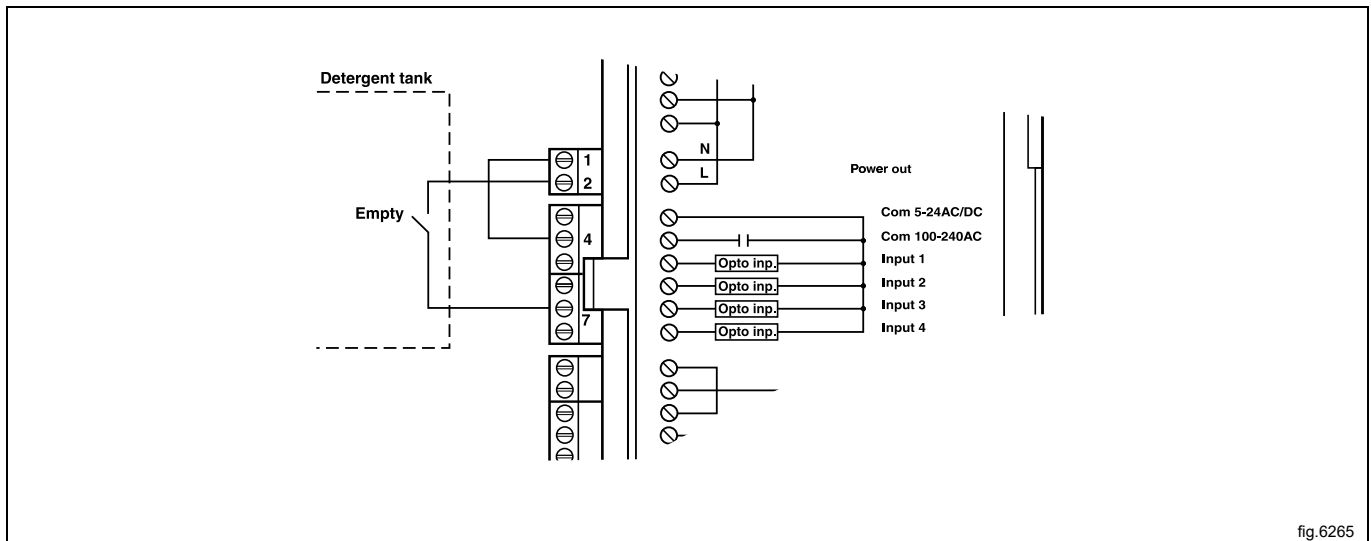 Detergent tank
Empty
1
2
4
7
N
L
Power out
Com 5-24AC/DC
Com 100-240AC
Opto inp. Input 1
Opto inp. Input 2
Opto inp. Input 3
Opto inp. Input 4
fig.6265